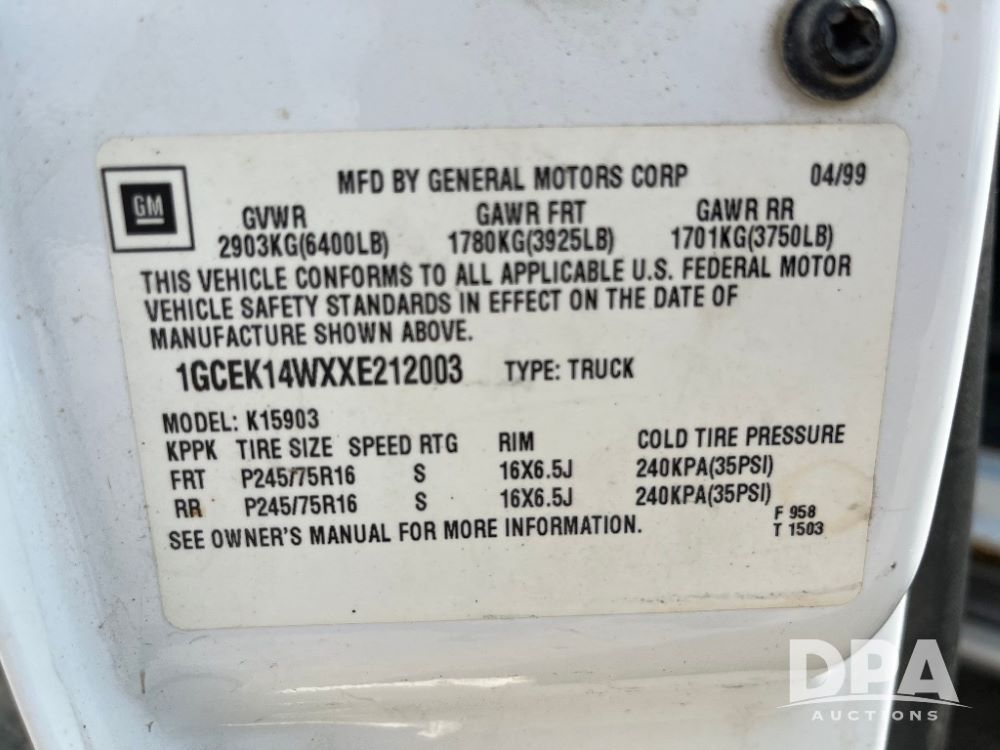 MFD BY GENERAL MOTORS CORP 04/99
GM
GVWR GAWR FRT GAWR RR
2903KG(6400LB) 1780KG(3925LB) 1701KG(3750LB)
THIS VEHICLE CONFORMS TO ALL APPLICABLE U.S. FEDERAL MOTOR
VEHICLE SAFETY STANDARDS IN EFFECT ON THE DATE OF
MANUFACTURE SHOWN ABOVE.
1GCEK14WXXE212003 TYPE: TRUCK
MODEL: K15903
KPPK TIRE SIZE SPEED RTG RIM COLD TIRE PRESSURE
FRT P245/75R16 S 16X6.5J 240KPA(35PSI)
RR P245/75R16 S 16X6.5J 240KPA(35PSI)
F 958
SEE OWNER'S MANUAL FOR MORE INFORMATION. T 1503
DPA
AUCTIONS